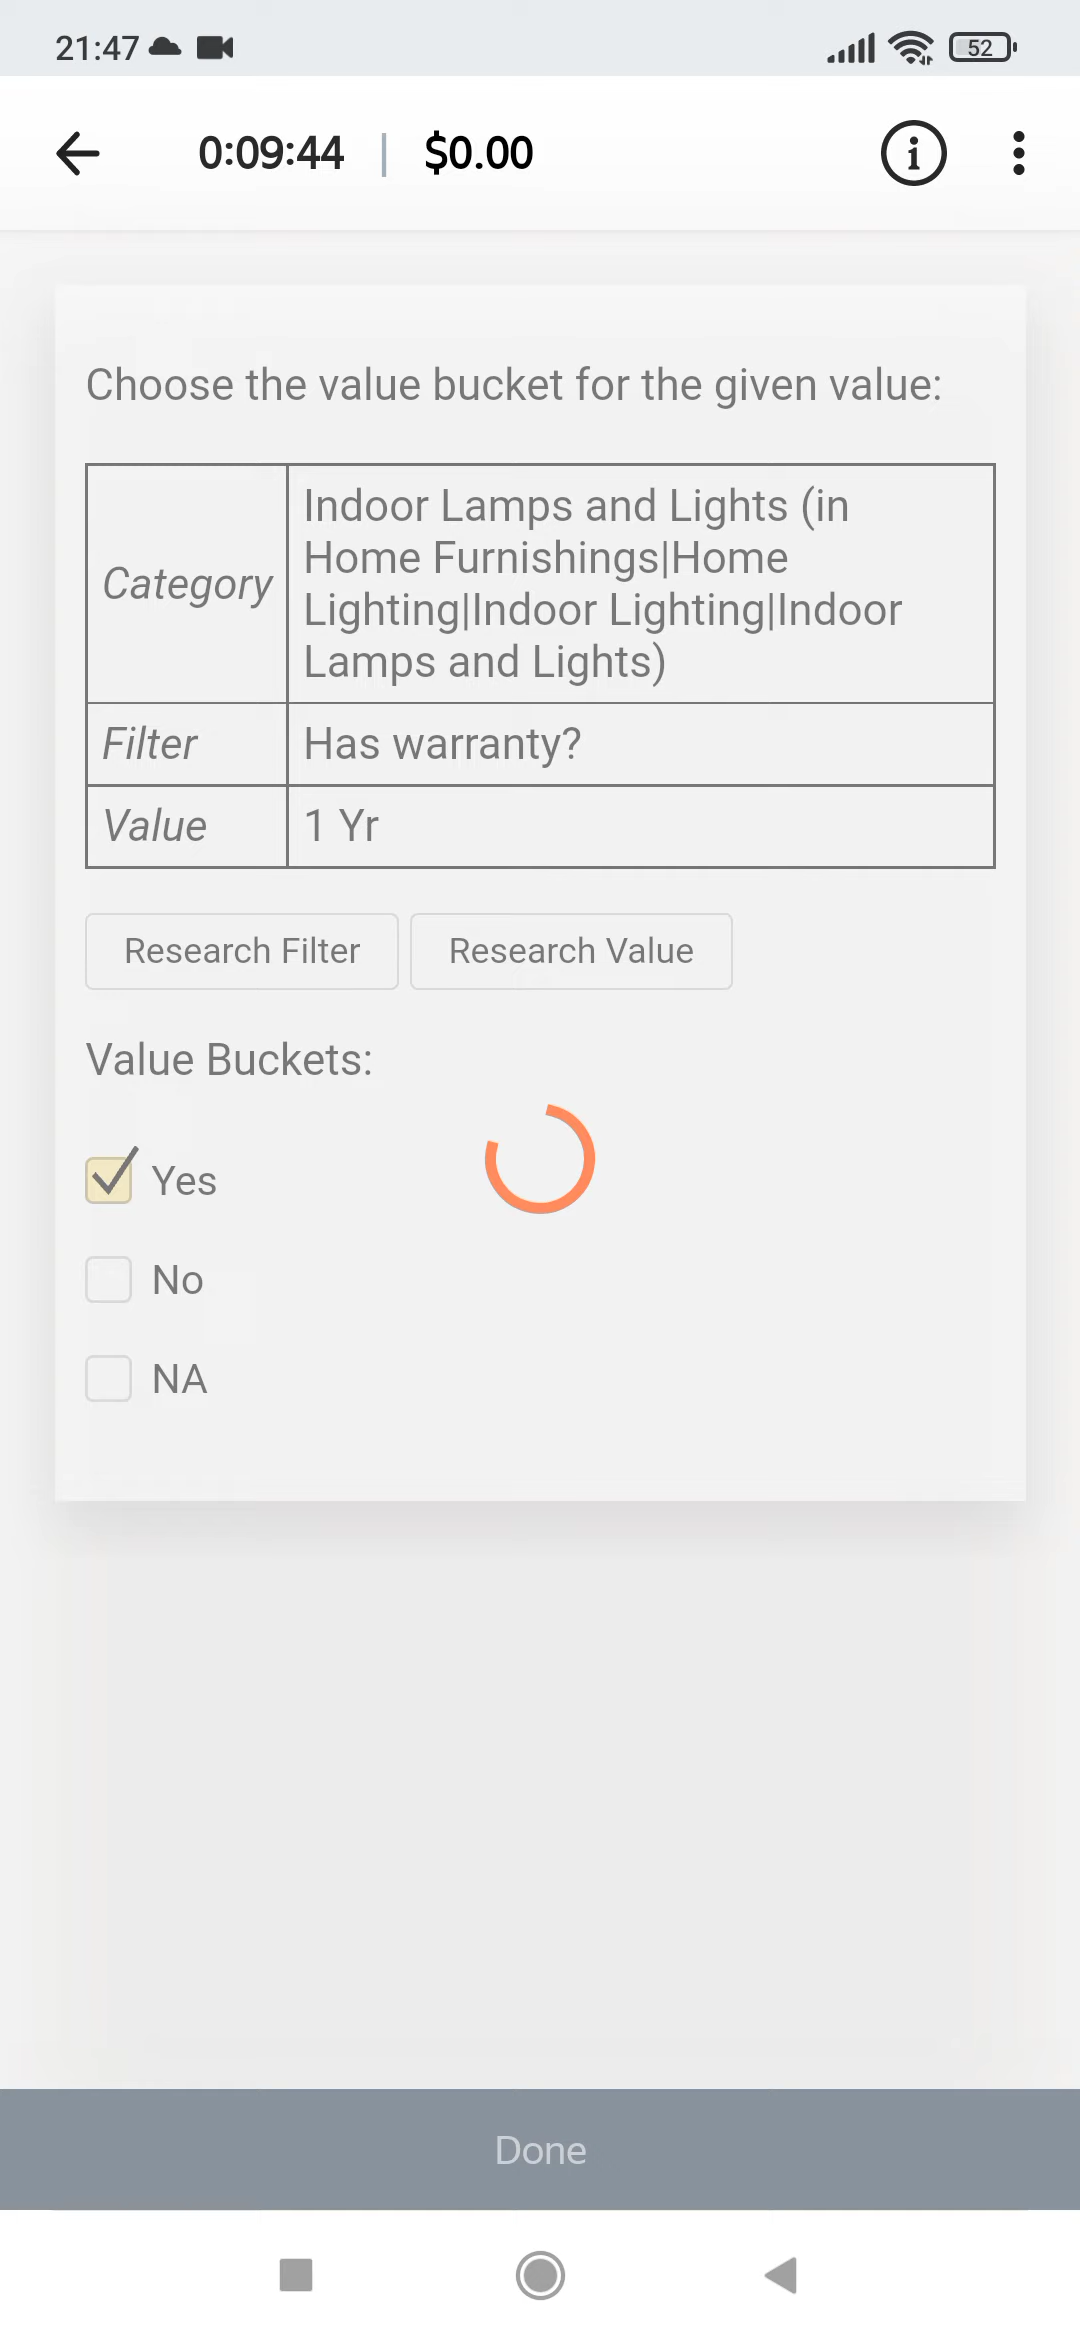 21:47
52
0:09:44 | $0.00
Choose the value bucket for the given value:
Category
Indoor Lamps and Lights (in
Home Furnishings|Home
Lighting|Indoor Lighting|Indoor
Lamps and Lights)
Filter
Has warranty?
Value
1 Yr
Research Filter
Research Value
Value Buckets:
Yes
No
NA
Done